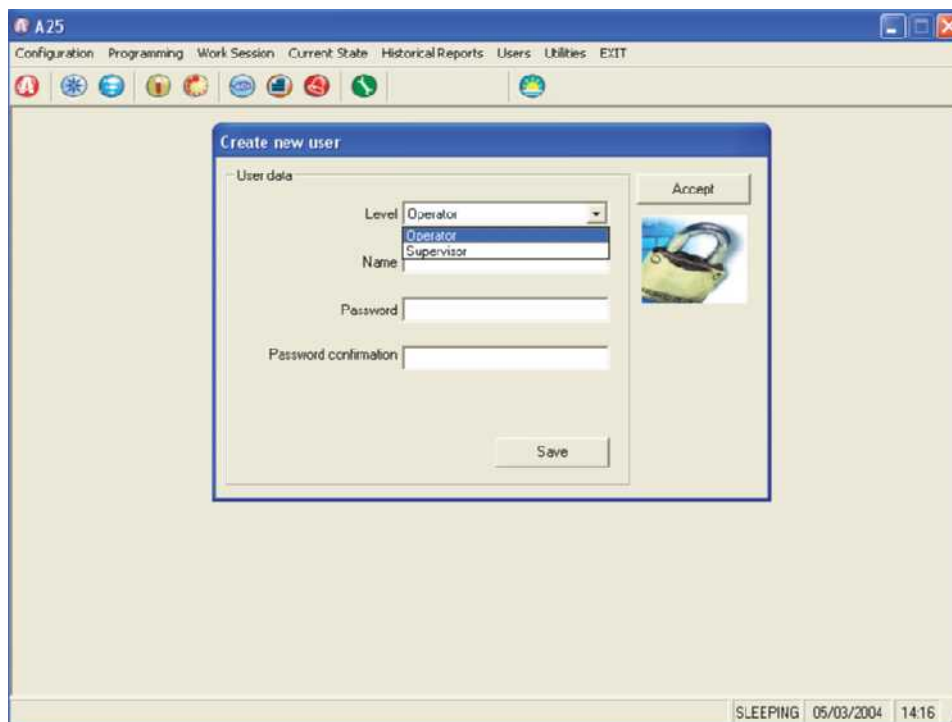 A25
Configuration Programming Work Session Current State Historical Reports Users Utilities EXIT
Create new user
User data
Accept
Level Operator
Operator
Supervisor
Name
Password
Password confirmation
Save
SLEEPING 05/03/2004 14:16